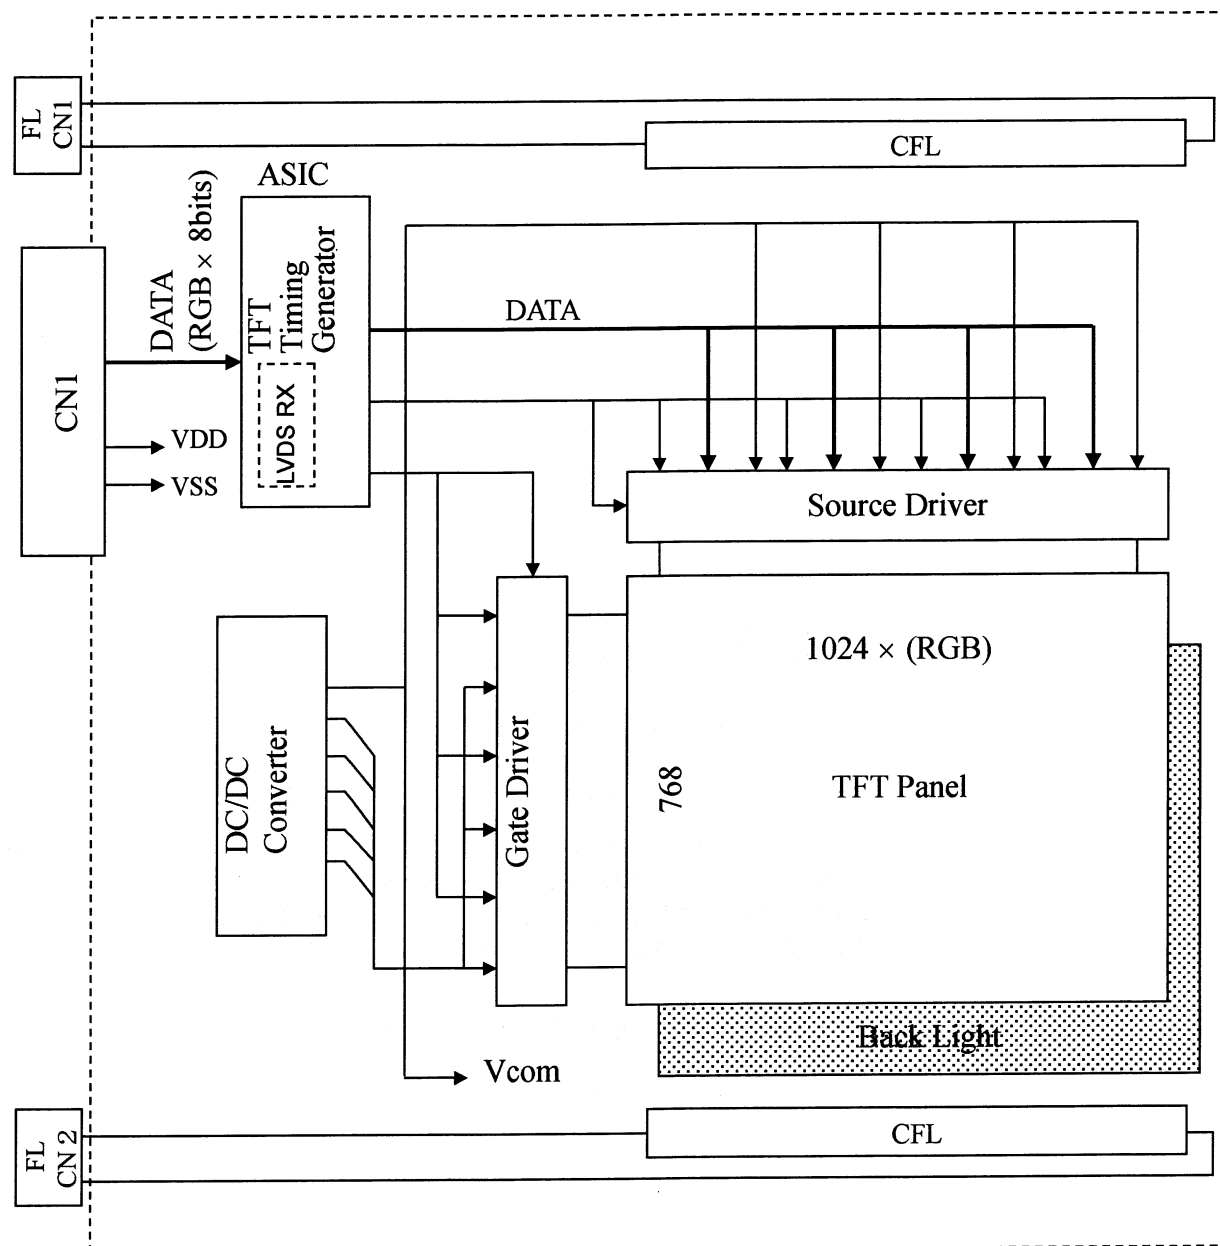 FL
CN1
CFL
ASIC
DATA
(RGB × 8bits)
TFT
Timing
Generator
LVDS RX
DATA
CN1
VDD
VSS
Source Driver
1024 × (RGB)
768
TFT Panel
Gate Driver
DC/DC
Converter
Back Light
Vcom
FL
CN 2
CFL